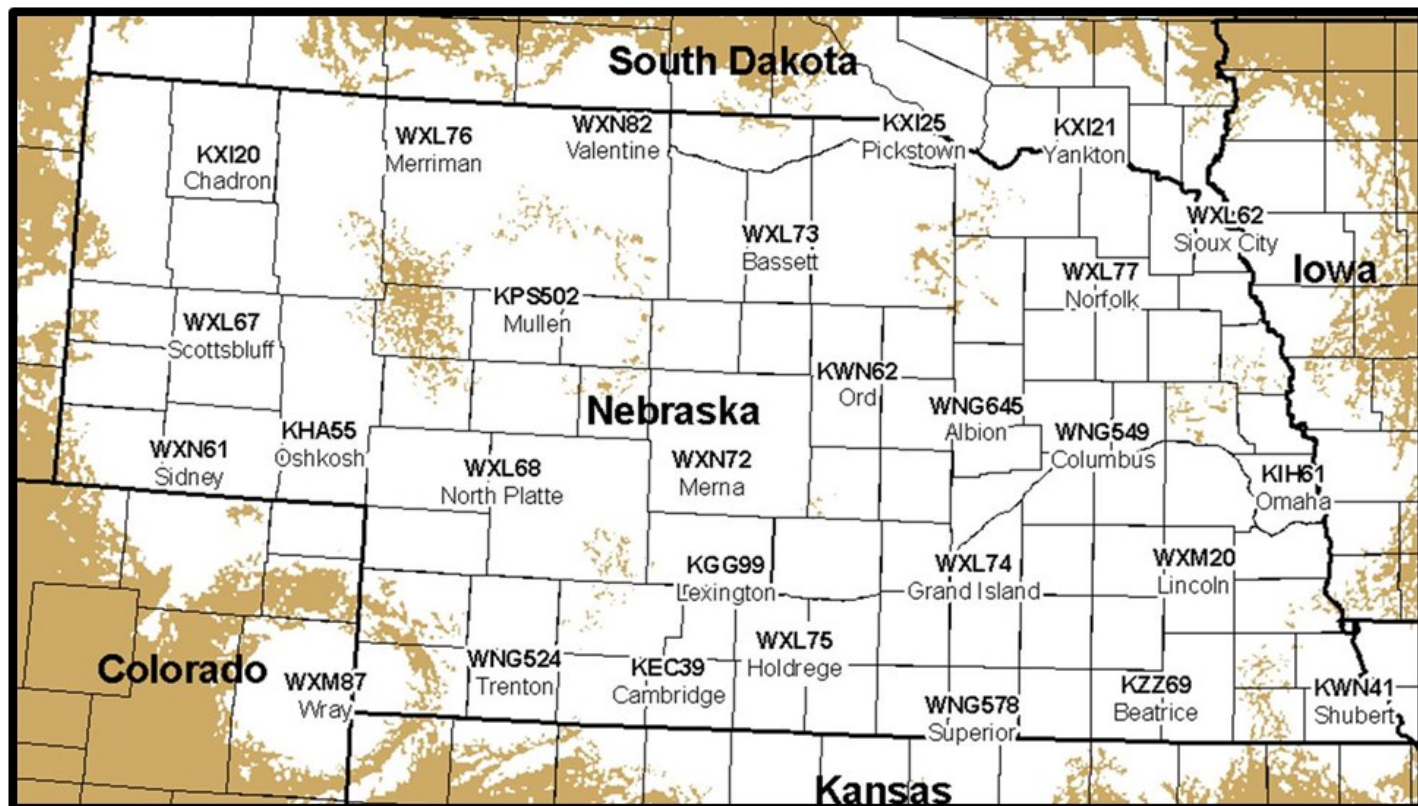 South Dakota
WXN82
Valentine
KXI25
Pickstown
KXI21
Yankton
WXL76
Merriman
KXI20
Chadron
WXL62
Sioux City
WXL73
Bassett
Iowa
WXL77
Norfolk
KPS502
Mullen
WXL67
Scottsbluff
KWN62
Ord
Nebraska
WNG645
Albion
KHA55
Oshkosh
WNG549
Columbus
WXN61
Sidney
WXL68
North Platte
WXN72
Merna
KIH61
Omaha
KGG99
Lexington
WXL74
Grand Island
WXM20
Lincoln
WXL75
Holdrege
Colorado
WNG524
Trenton
KEC39
Cambridge
WXM87
Wray
KZZ69
Beatrice
KWN41
Shubert
WNG578
Superior
Kansas